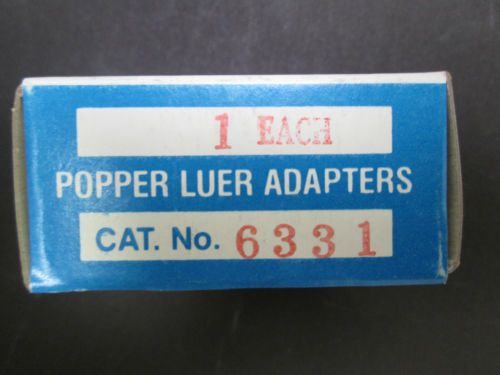 1 EACH
POPPER LUER ADAPTERS
CAT. No. 6331